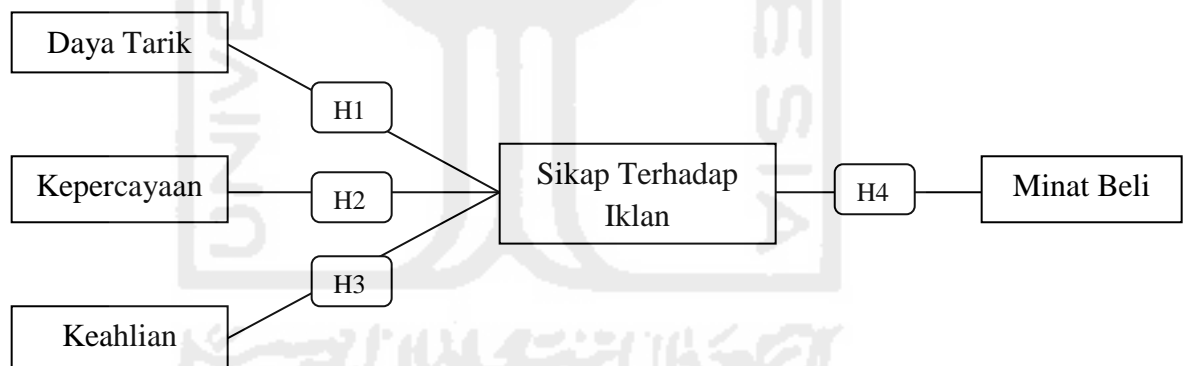 Daya Tarik
H1
Kepercayaan
H2
Keahlian
H3
Sikap Terhadap
Iklan
H4
Minat Beli